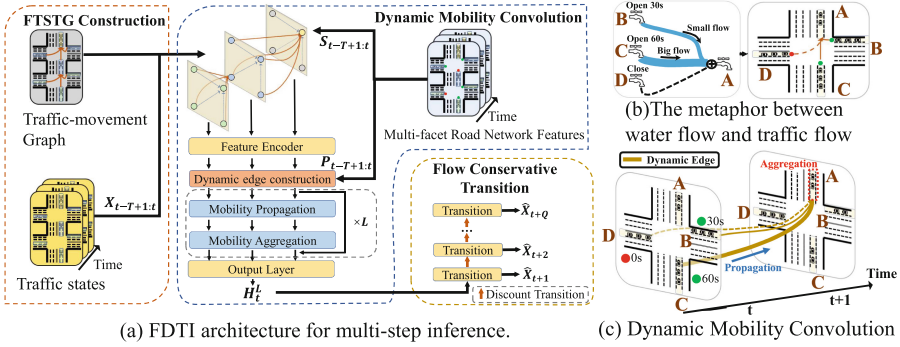 FTSTG Construction
Traffic-movement
Graph
X_{t-T+1:t}
Time
Traffic states
Dynamic Mobility Convolution
S_{t-T+1:t}
Time
Multi-facet Road Network Features
Feature Encoder
P_{t-T+1:t}
Dynamic edge construction
Mobility Propagation
×L
Mobility Aggregation
Output Layer
H_t^L
Flow Conservative
Transition
Transition
X̂_{t+Q}
...
Transition
X̂_{t+2}
Transition
X̂_{t+1}
Discount Transition
(a) FDTI architecture for multi-step inference.
Open 30s
B
Small flow
Open 60s
C
Big flow
D
Close
A
A
B
D
C
(b)The metaphor between
water flow and traffic flow
Dynamic Edge
Aggregation
A
A
D
B
30s
D
B
0s
60s
Propagation
C
C
Time
t
t+1
(c) Dynamic Mobility Convolution